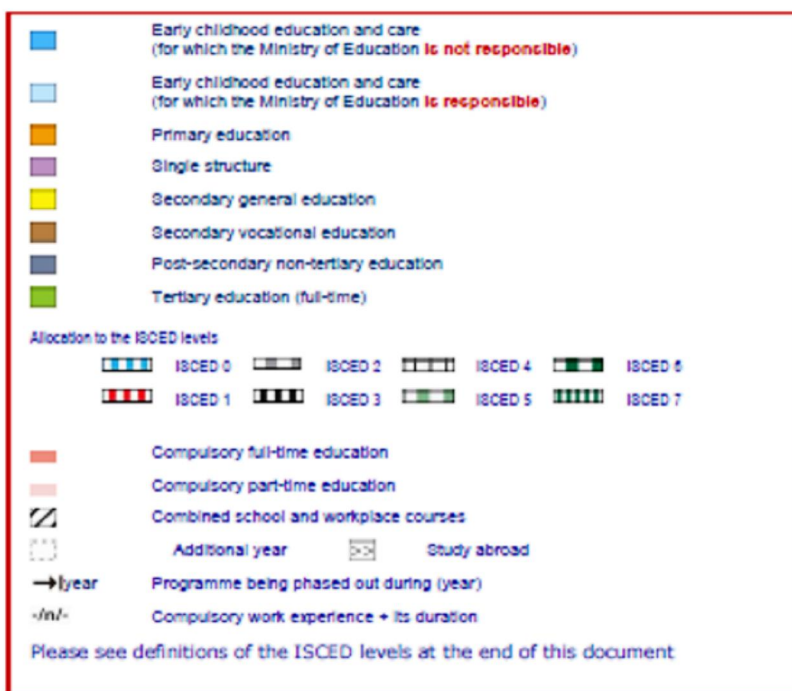 Early childhood education and care
(for which the Ministry of Education is not responsible)
Early childhood education and care
(for which the Ministry of Education is responsible)
Primary education
Single structure
Secondary general education
Secondary vocational education
Post-secondary non-tertiary education
Tertiary education (full-time)
Allocation to the ISCED levels
ISCED 0 ISCED 2 ISCED 4 ISCED 6
ISCED 1 ISCED 3 ISCED 5 ISCED 7
Compulsory full-time education
Compulsory part-time education
Combined school and workplace courses
Additional year >> Study abroad
year Programme being phased out during (year)
-/n/- Compulsory work experience + its duration
Please see definitions of the ISCED levels at the end of this document